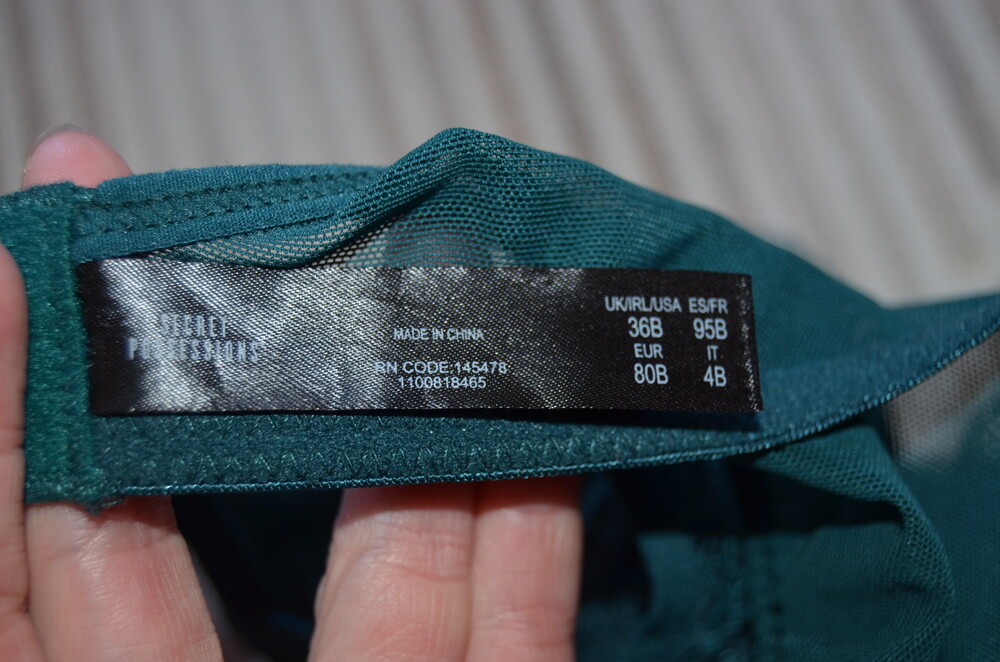 SECRET
POSSESSIONS
MADE IN CHINA
RN CODE:145478
1100818465
UK/IRL/USA ES/FR
36B 95B
EUR IT
80B 4B